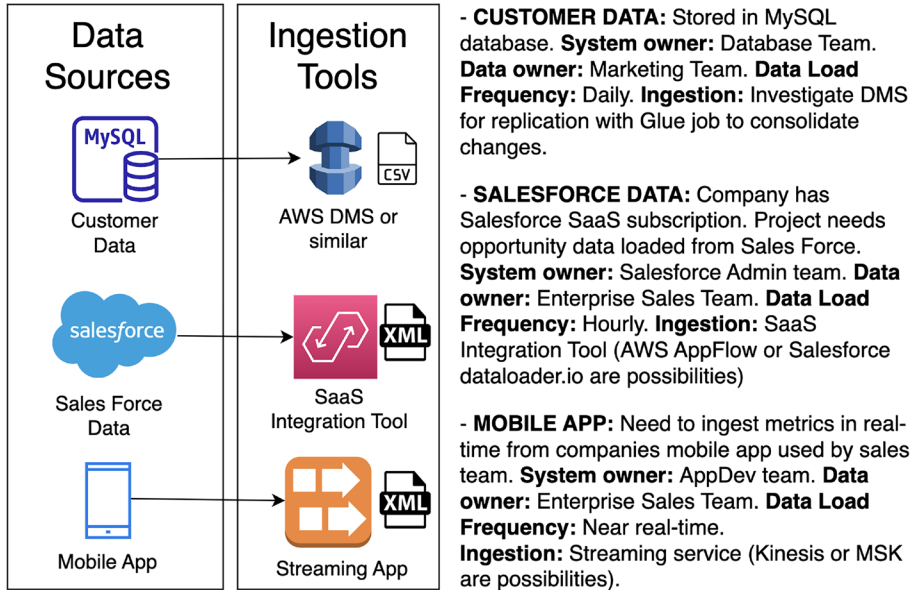 Data
Sources
MySQL
Customer
Data
salesforce
Sales Force
Data
Mobile App
Ingestion
Tools
CSV
AWS DMS or
similar
XML
SaaS
Integration Tool
XML
Streaming App
- CUSTOMER DATA: Stored in MySQL
database. System owner: Database Team.
Data owner: Marketing Team. Data Load
Frequency: Daily. Ingestion: Investigate DMS
for replication with Glue job to consolidate
changes.
- SALESFORCE DATA: Company has
Salesforce SaaS subscription. Project needs
opportunity data loaded from Sales Force.
System owner: Salesforce Admin team. Data
owner: Enterprise Sales Team. Data Load
Frequency: Hourly. Ingestion: SaaS
Integration Tool (AWS AppFlow or Salesforce
dataloader.io are possibilities)
- MOBILE APP: Need to ingest metrics in real-
time from companies mobile app used by sales
team. System owner: AppDev team. Data
owner: Enterprise Sales Team. Data Load
Frequency: Near real-time.
Ingestion: Streaming service (Kinesis or MSK
are possibilities).